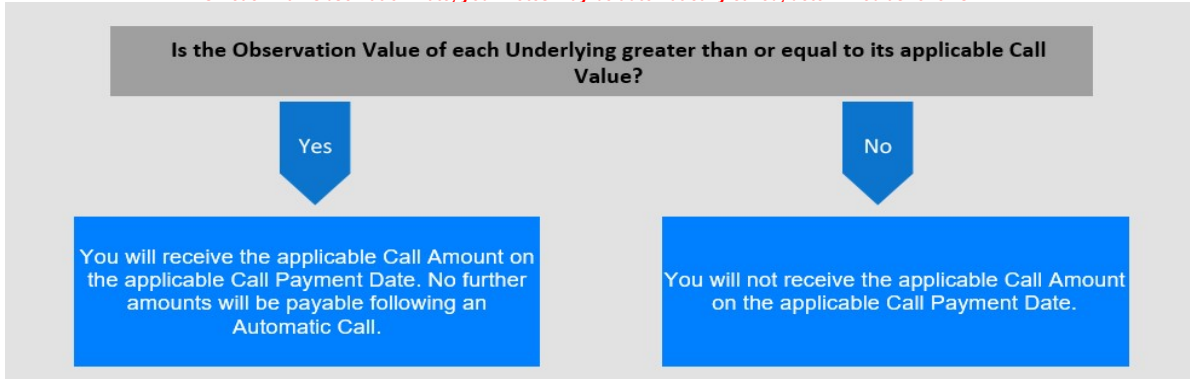 Is the Observation Value of each Underlying greater than or equal to its applicable Call
Value?
Yes
No
You will receive the applicable Call Amount on
the applicable Call Payment Date. No further
amounts will be payable following an
Automatic Call.
You will not receive the applicable Call Amount
on the applicable Call Payment Date.